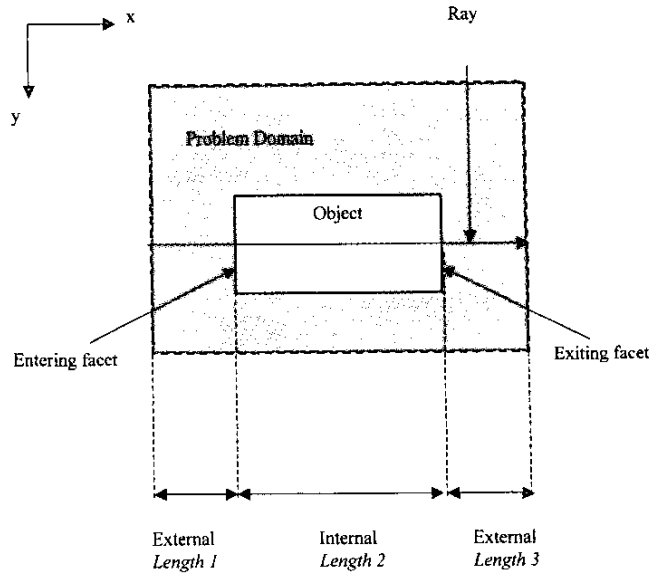 x
Ray
y
Problem Domain
Object
Entering facet
Exiting facet
External
Length 1
Internal
Length 2
External
Length 3